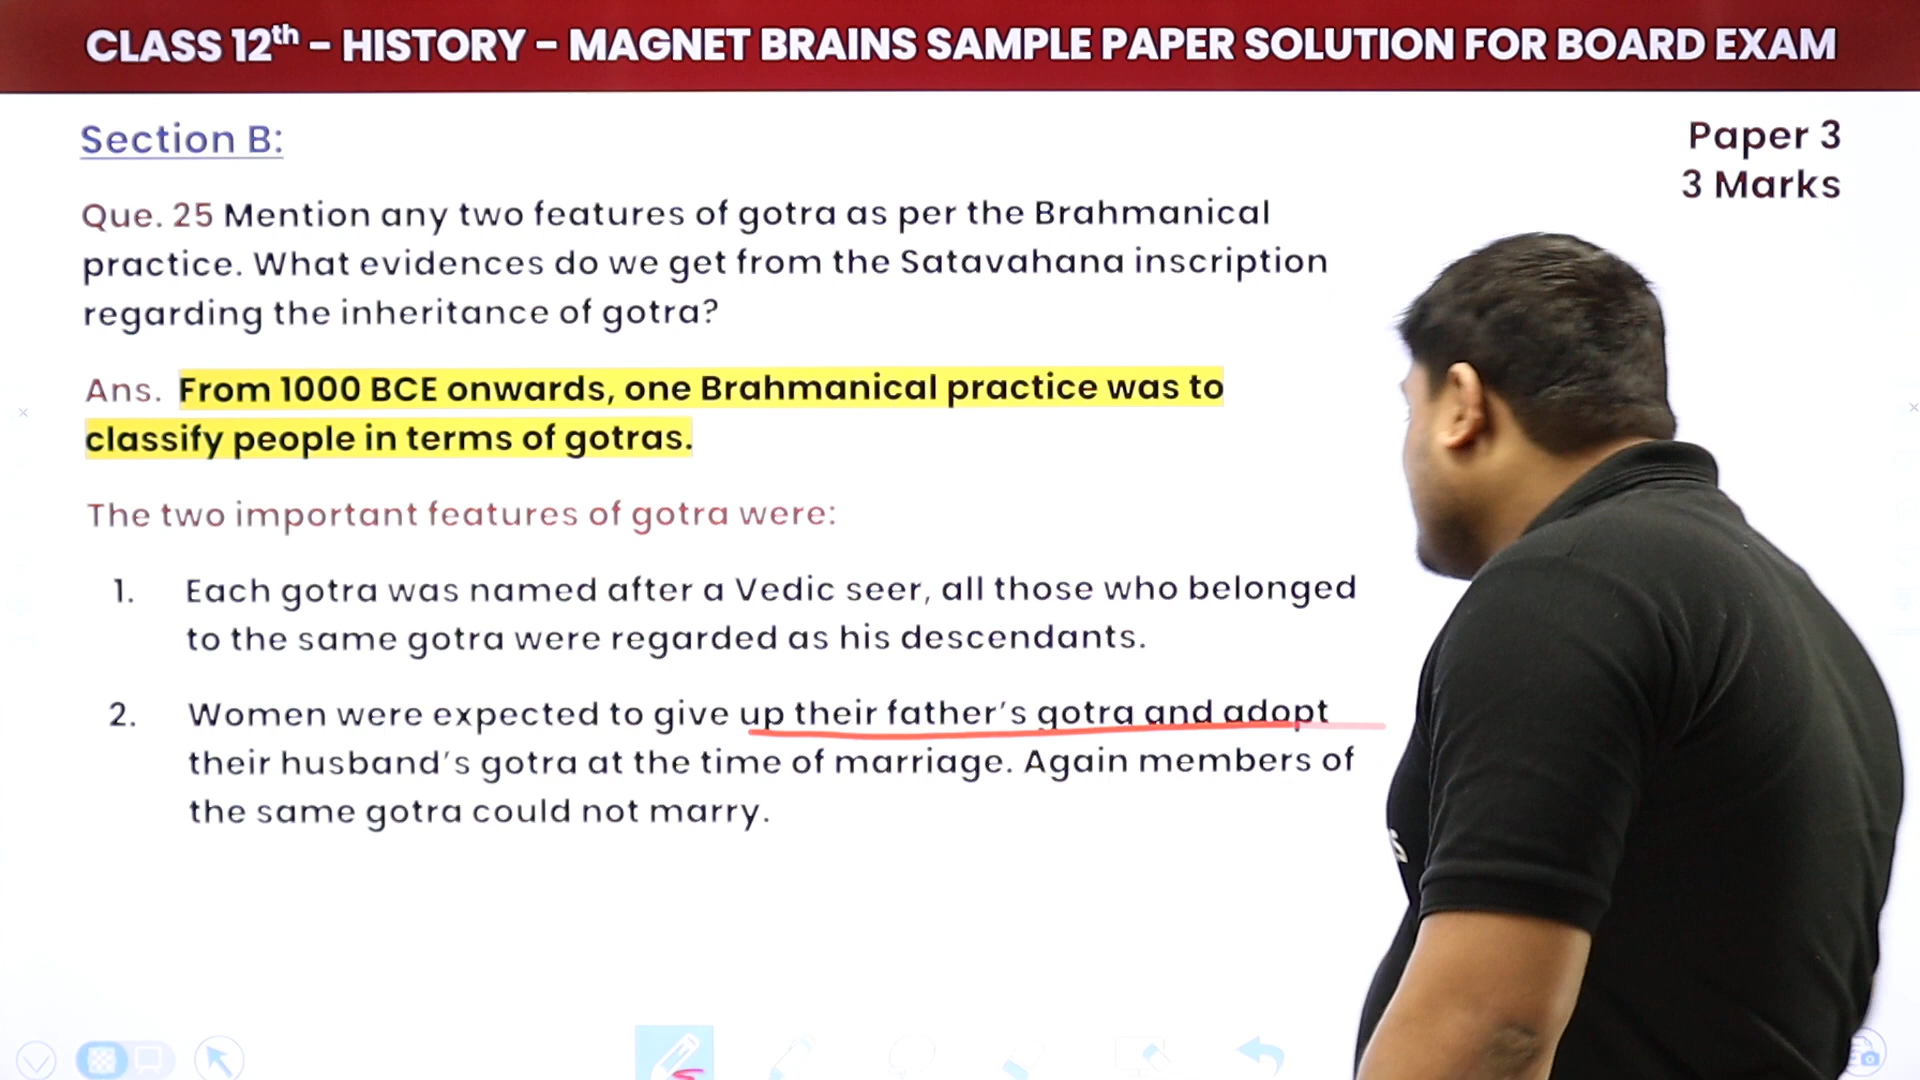 CLASS 12th - HISTORY - MAGNET BRAINS SAMPLE PAPER SOLUTION FOR BOARD EXAM
Section B:
Paper 3
3 Marks
Que. 25 Mention any two features of gotra as per the Brahmanical
practice. What evidences do we get from the Satavahana inscription
regarding the inheritance of gotra?
Ans. From 1000 BCE onwards, one Brahmanical practice was to
classify people in terms of gotras.
The two important features of gotra were:
1. Each gotra was named after a Vedic seer, all those who belonged
to the same gotra were regarded as his descendants.
2. Women were expected to give up their father's gotra and adopt
their husband's gotra at the time of marriage. Again members of
the same gotra could not marry.